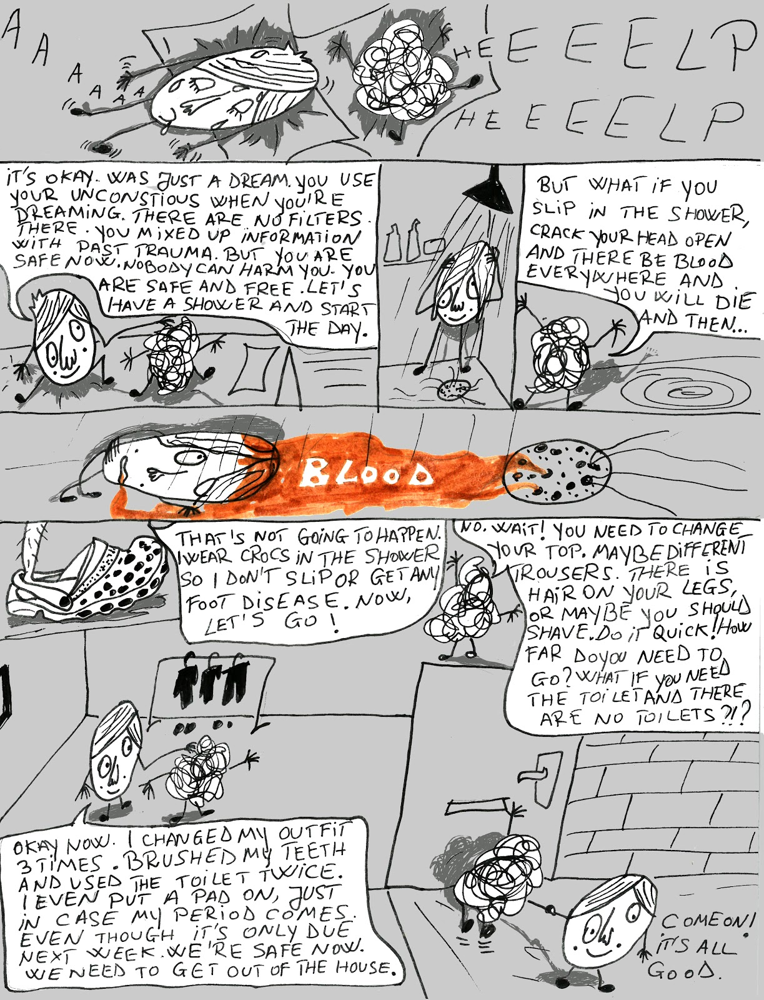 A
A
A
A
A
A
HEEEEELP
HEEEEELP
IT'S OKAY. WAS JUST A DREAM. YOU USE
YOUR UNCONSTIOUS WHEN YOU'RE
DREAMING. THERE ARE NO FILTERS.
THERE. YOU MIXED UP INFORMATION
WITH PAST TRAUMA. BUT YOU ARE
SAFE NOW. NOBODY CAN HARM YOU. YOU
ARE SAFE AND FREE. LET'S
HAVE A SHOWER AND START
THE DAY.
BUT WHAT IF YOU
SLIP IN THE SHOWER,
CRACK YOUR HEAD OPEN
AND THERE BE BLOOD
EVERYWHERE AND
YOU WILL DIE
AND THEN...
BLOOD
THAT'S NOT GOING TO HAPPEN.
I WEAR CROCS IN THE SHOWER
SO I DON'T SLIP OR GET ANY
FOOT DISEASE. NOW,
LET'S GO!
NO. WAIT! YOU NEED TO CHANGE
YOUR TOP. MAYBE DIFFERENT
TROUSERS. THERE IS
HAIR ON YOUR LEGS,
OR MAYBE YOU SHOULD
SHAVE. DO IT QUICK! HOW
FAR DO YOU NEED TO
GO? WHAT IF YOU NEED
THE TOILET AND THERE
ARE NO TOILETS?!?
OKAY NOW. I CHANGED MY OUTFIT
3 TIMES. BRUSHED MY TEETH
AND USED THE TOILET TWICE.
I EVEN PUT A PAD ON, JUST
IN CASE MY PERIOD COMES.
EVEN THOUGH IT'S ONLY DUE
NEXT WEEK. WE'RE SAFE NOW.
WE NEED TO GET OUT OF THE HOUSE.
COME ON!
IT'S ALL
GOOD.